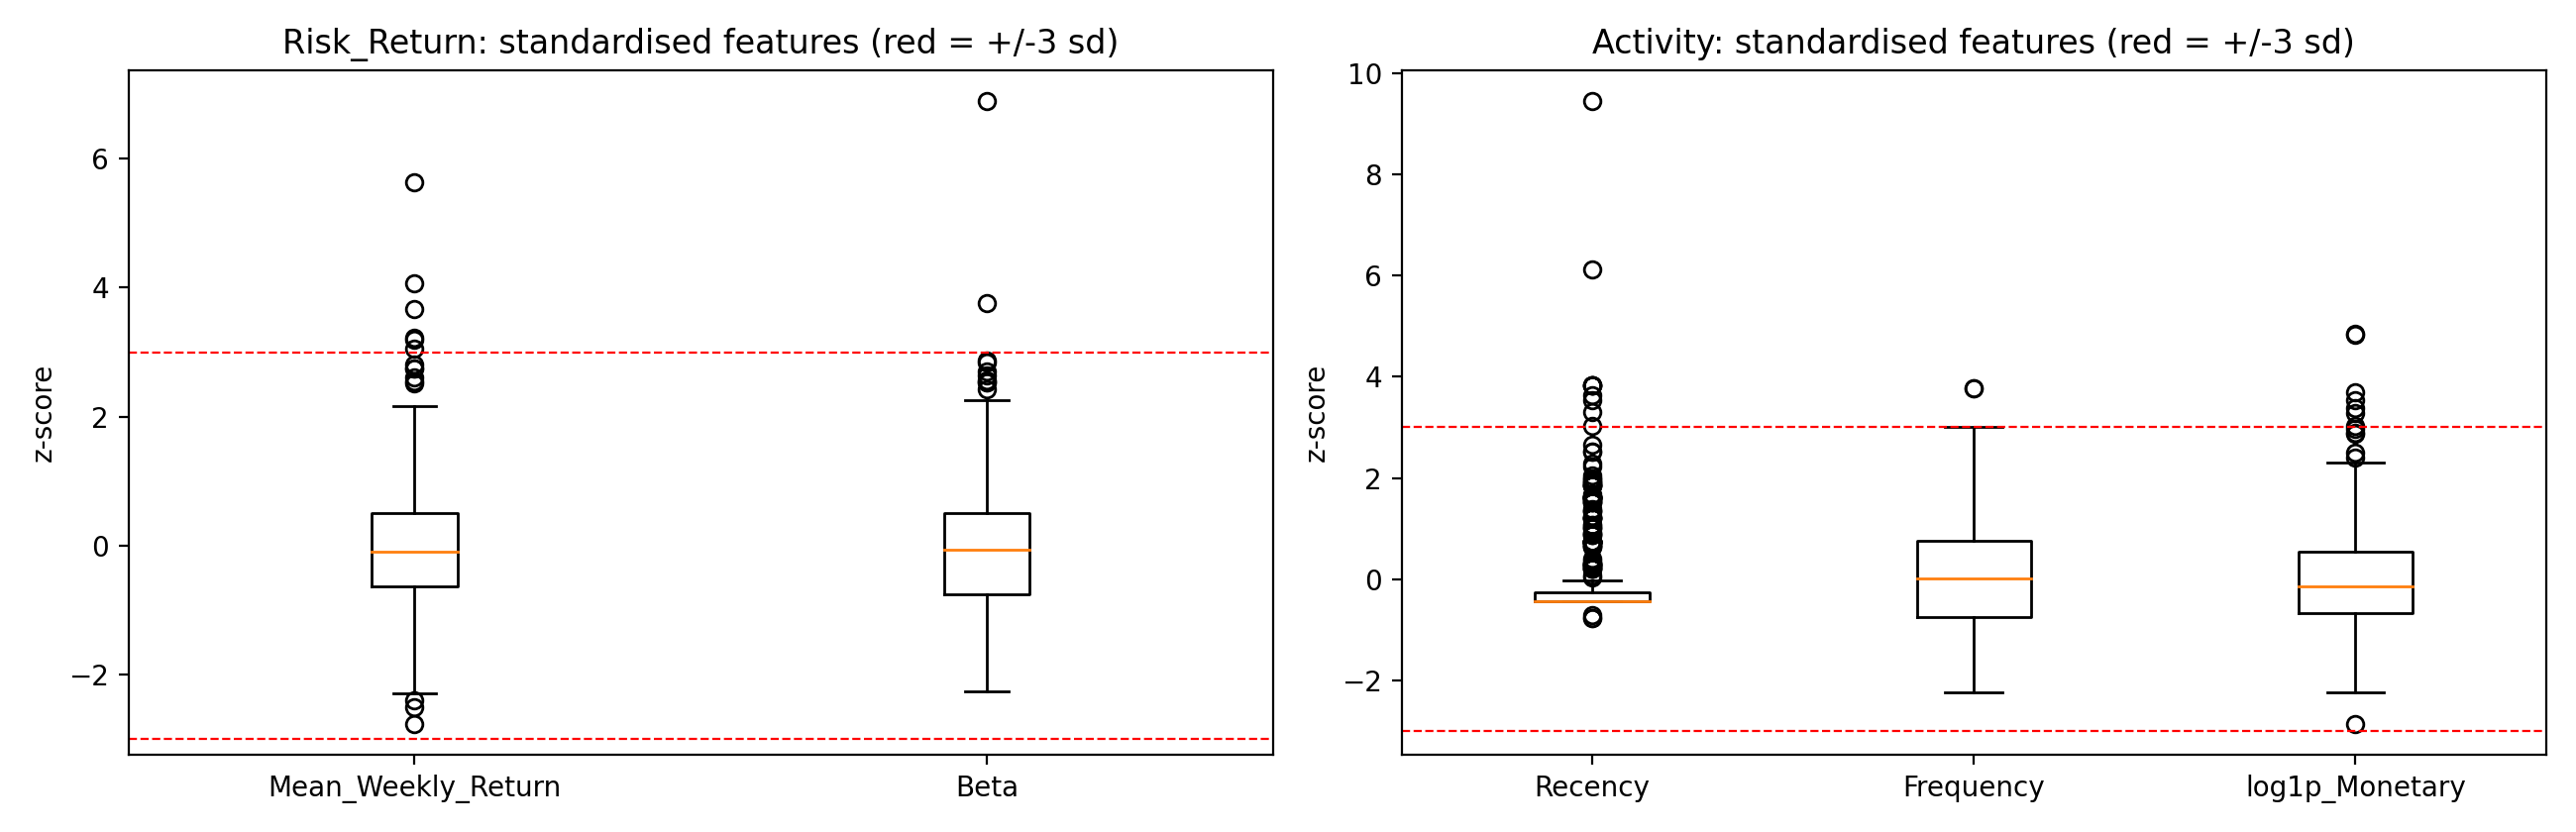 Risk_Return: standardised features (red = +/-3 sd)
z-score
6
4
2
0
−2
Mean_Weekly_Return
Beta
Activity: standardised features (red = +/-3 sd)
z-score
10
8
6
4
2
0
−2
Recency
Frequency
log1p_Monetary